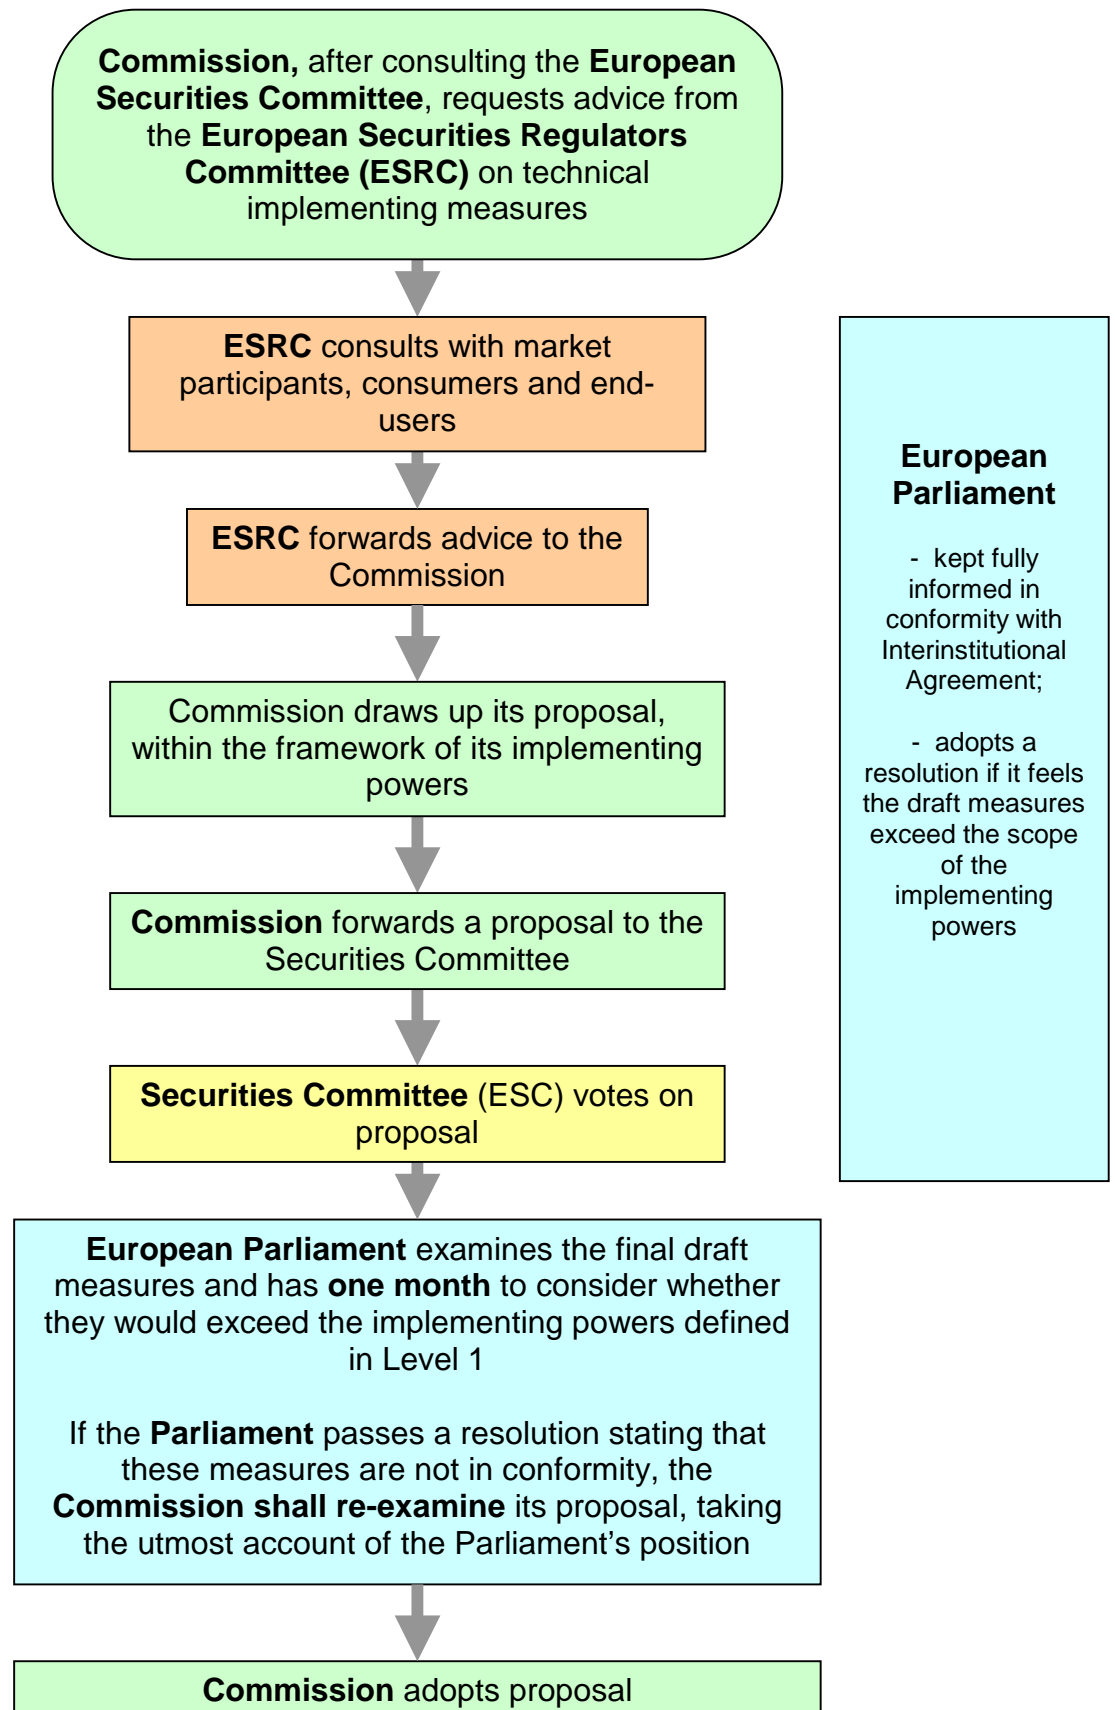 Commission, after consulting the European
Securities Committee, requests advice from
the European Securities Regulators
Committee (ESRC) on technical
implementing measures
ESRC consults with market
participants, consumers and end-
users
ESRC forwards advice to the
Commission
Commission draws up its proposal,
within the framework of its implementing
powers
Commission forwards a proposal to the
Securities Committee
Securities Committee (ESC) votes on
proposal
European Parliament examines the final draft
measures and has one month to consider whether
they would exceed the implementing powers defined
in Level 1
If the Parliament passes a resolution stating that
these measures are not in conformity, the
Commission shall re-examine its proposal, taking
the utmost account of the Parliament's position
Commission adopts proposal
European
Parliament
- kept fully
informed in
conformity with
Interinstitutional
Agreement;
- adopts a
resolution if it feels
the draft measures
exceed the scope
of the
implementing
powers